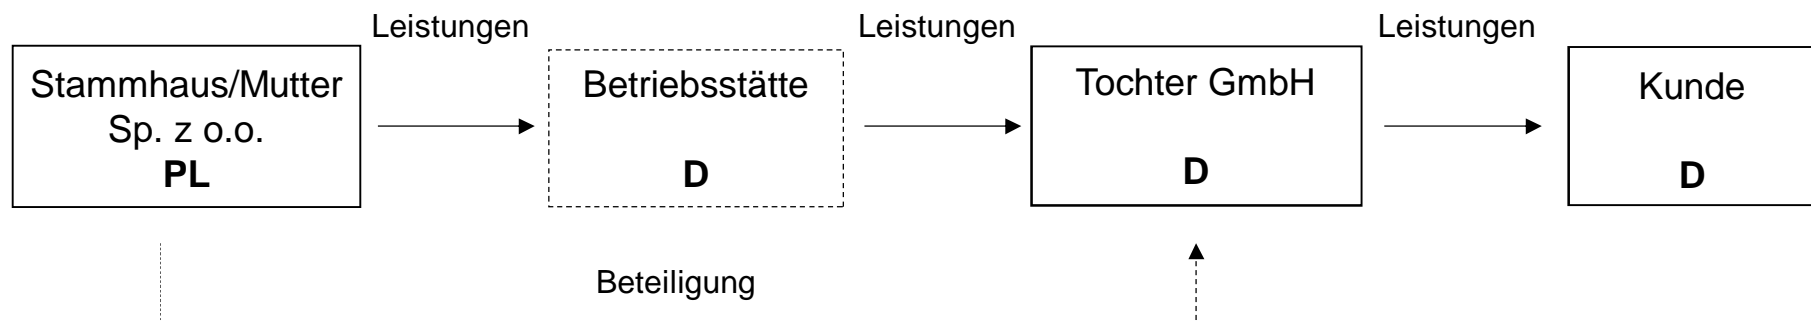 Leistungen
Leistungen
Leistungen
Stammhaus/Mutter
Sp. z o.o.
PL
Betriebsstätte
D
Tochter GmbH
D
Kunde
D
Beteiligung